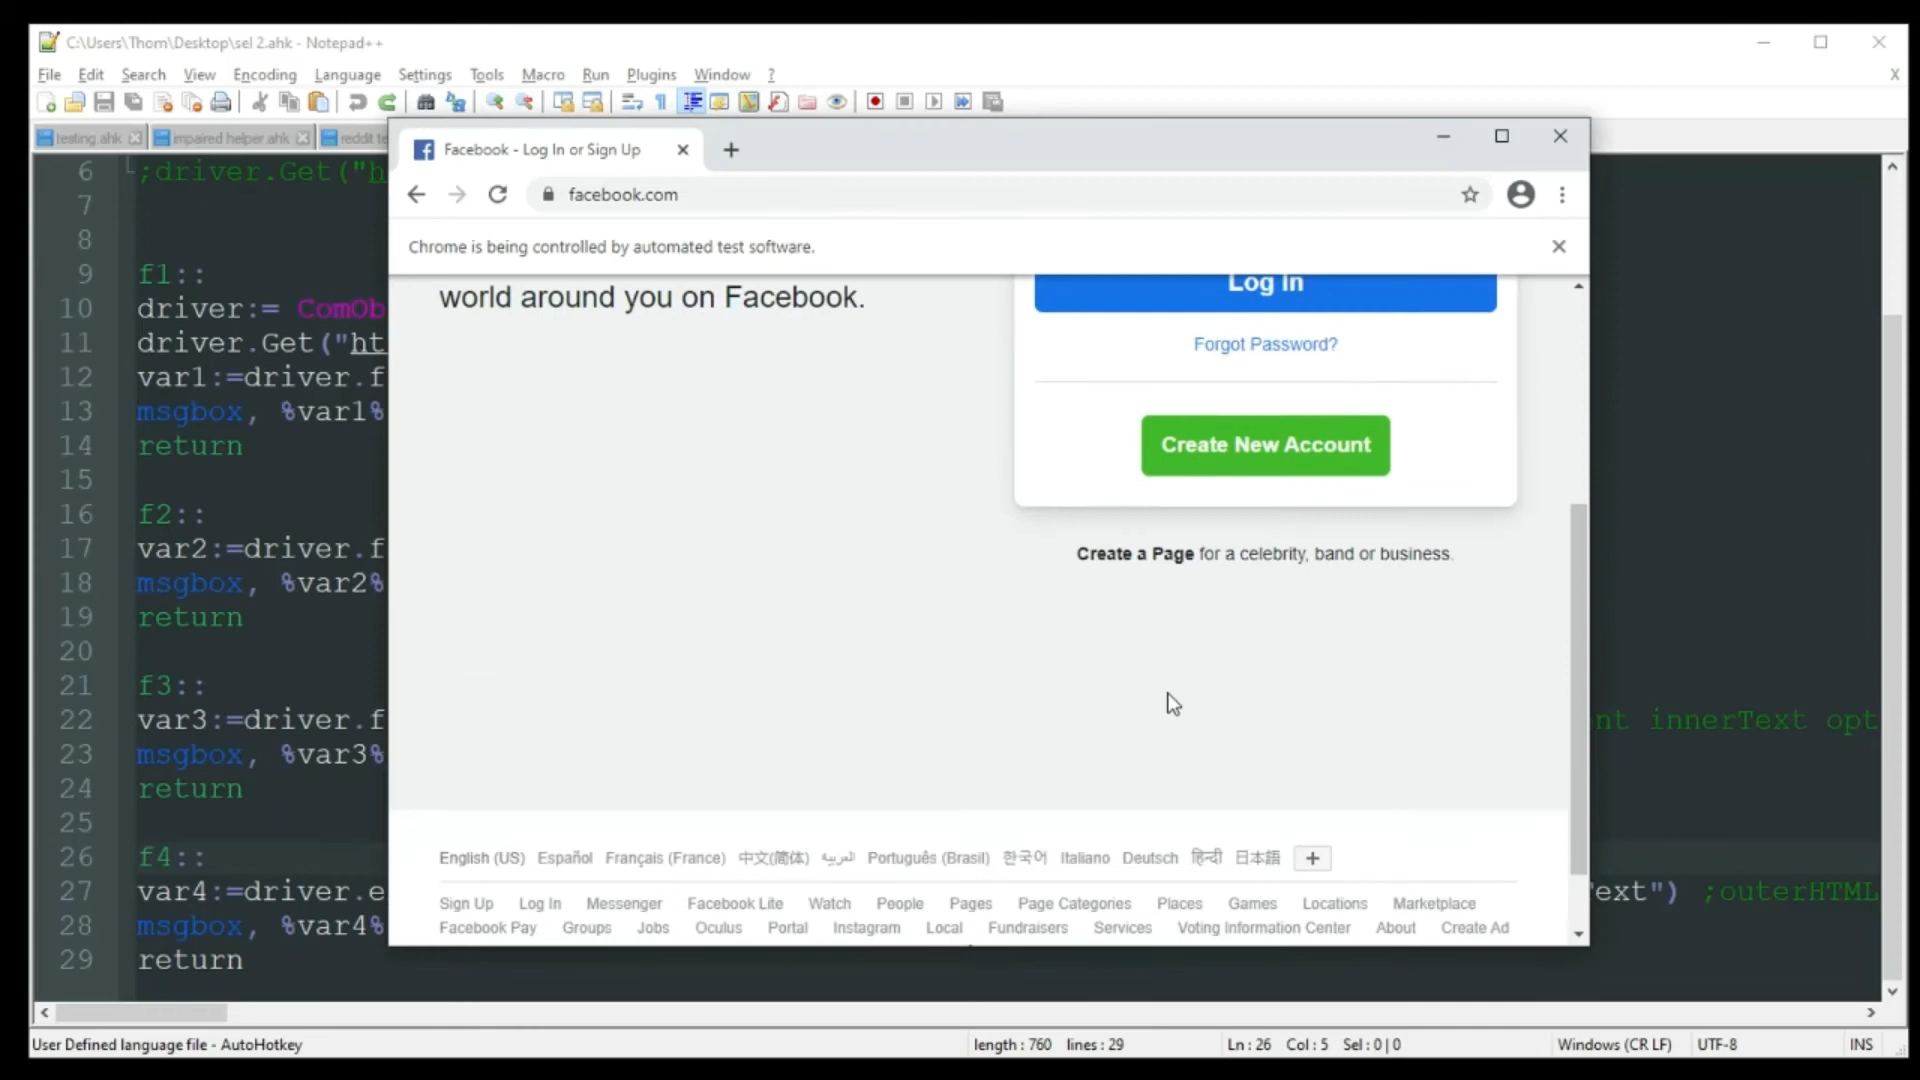 C:\Users\Thom\Desktop\sel 2.ahk - Notepad++
File Edit Search View Encoding Language Settings Tools Macro Run Plugins Window ?
X
testing.ahk impaired helper.ahk reddit te
Facebook - Log In or Sign Up
facebook.com
Chrome is being controlled by automated test software.
world around you on Facebook.
Log In
Forgot Password?
Create New Account
Create a Page for a celebrity, band or business.
English (US) Español Français (France) 中文(简体) العربية Português (Brasil) 한국어 Italiano Deutsch हिन्दी 日本語 +
Sign Up Log In Messenger Facebook Lite Watch People Pages Page Categories Places Games Locations Marketplace
Facebook Pay Groups Jobs Oculus Portal Instagram Local Fundraisers Services Voting Information Center About Create Ad
6 ;driver.Get("h
7
8
9 f1::
10 driver:= ComOb
11 driver.Get("ht
12 var1:=driver.f
13 msgbox, %var1%
14 return
15
16 f2::
17 var2:=driver.f
18 msgbox, %var2%
19 return
20
21 f3::
22 var3:=driver.f nt innerText opt
23 msgbox, %var3%
24 return
25
26 f4::
27 var4:=driver.e ext") ;outerHTML
28 msgbox, %var4%
29 return
User Defined language file - AutoHotkey length : 760 lines : 29 Ln : 26 Col : 5 Sel : 0 | 0 Windows (CR LF) UTF-8 INS